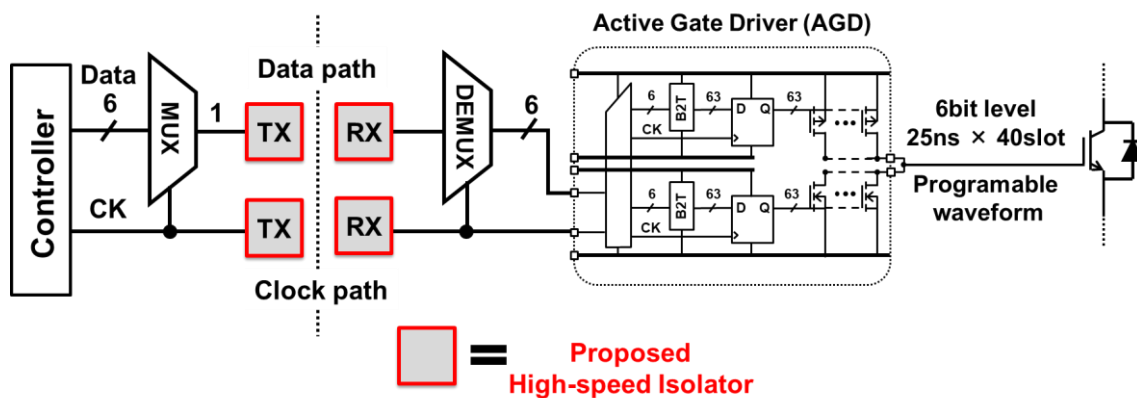 Active Gate Driver (AGD)
Controller
Data
6
MUX
1
Data path
TX
RX
DEMUX
6
CK
TX
RX
Clock path
6
B2T
63
D Q
63
CK
6
B2T
63
D Q
63
CK
6bit level
25ns × 40slot
Programable
waveform
= Proposed
High-speed Isolator